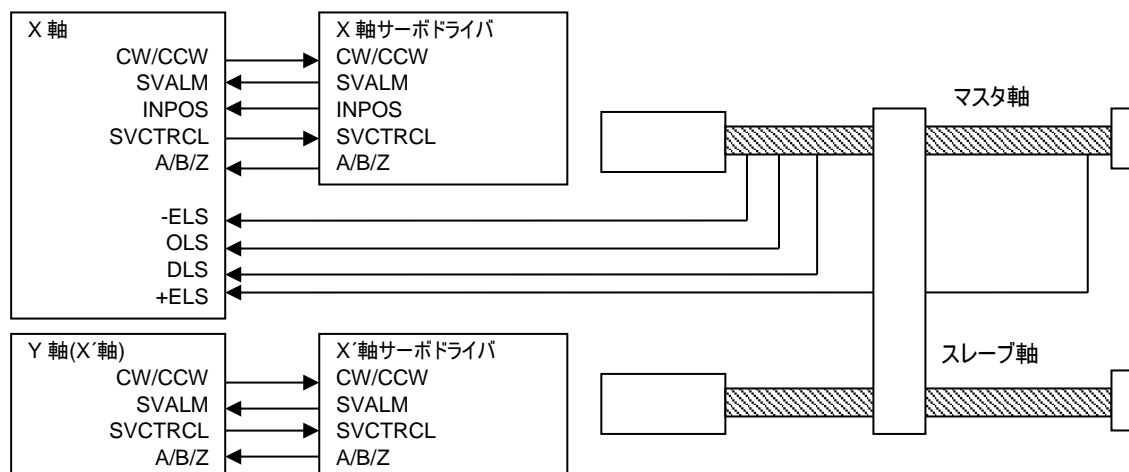 X 軸
CW/CCW
SVALM
INPOS
SVCTRCL
A/B/Z
-ELS
OLS
DLS
+ELS
X 軸サーボドライバ
CW/CCW
SVALM
INPOS
SVCTRCL
A/B/Z
マスタ軸
Y 軸(X´軸)
CW/CCW
SVALM
SVCTRCL
A/B/Z
X´軸サーボドライバ
CW/CCW
SVALM
SVCTRCL
A/B/Z
スレーブ軸